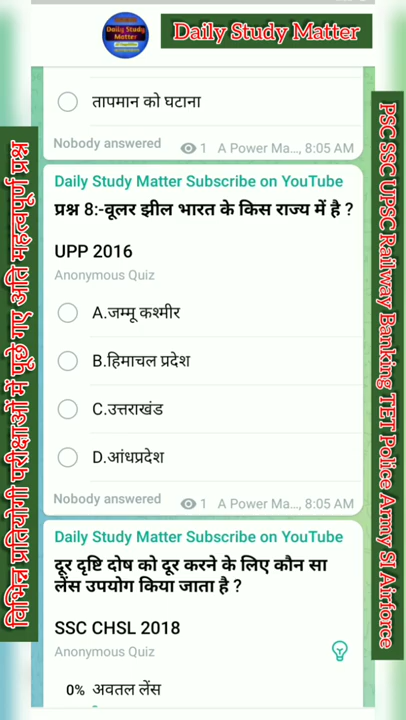 Daily Study Matter
Daily Study Matter
तापमान को घटाना
Nobody answered
1 A Power Ma..., 8:05 AM
Daily Study Matter Subscribe on YouTube
प्रश्न 8:-वूलर झील भारत के किस राज्य में है ?
UPP 2016
Anonymous Quiz
A.जम्मू कश्मीर
B.हिमाचल प्रदेश
C.उत्तराखंड
D.आंधप्रदेश
Nobody answered
1 A Power Ma..., 8:05 AM
Daily Study Matter Subscribe on YouTube
दूर दृष्टि दोष को दूर करने के लिए कौन सा
लेंस उपयोग किया जाता है ?
SSC CHSL 2018
Anonymous Quiz
0% अवतल लेंस
विभिन्न प्रतियोगी परीक्षाओं में पूछे गए अति महत्वपूर्ण प्रश्न
PSC SSC UPSC Railway Banking TET Police Army SI Airforce